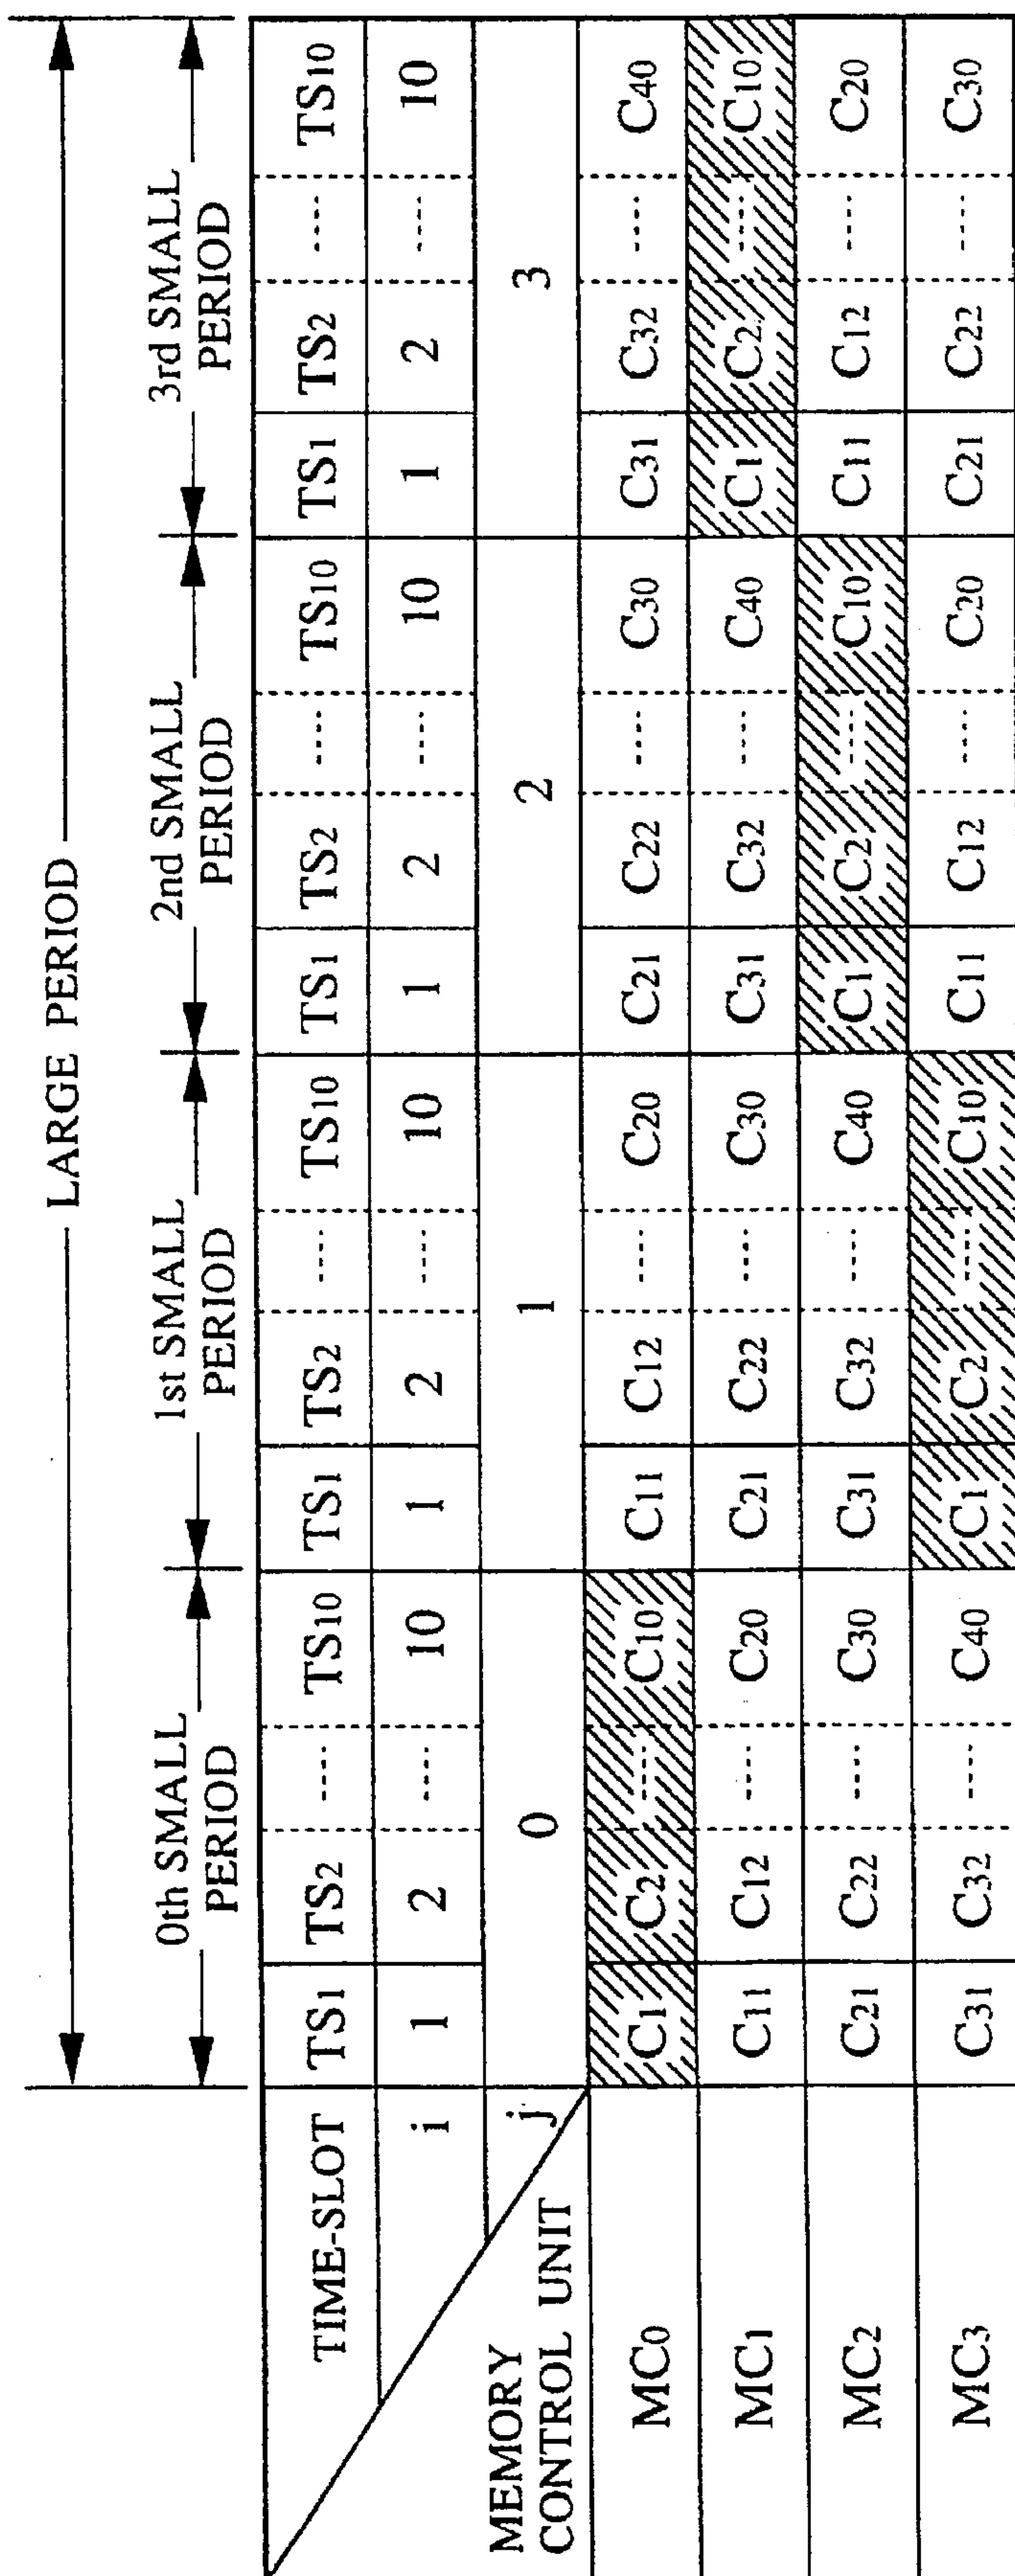 LARGE PERIOD
0th SMALL PERIOD 1st SMALL PERIOD 2nd SMALL PERIOD 3rd SMALL PERIOD
TIME-SLOT TS1 TS2 ---- TS10 TS1 TS2 ---- TS10 TS1 TS2 ---- TS10 TS1 TS2 ---- TS10
i 1 2 ---- 10 1 2 ---- 10 1 2 ---- 10 1 2 ---- 10
MEMORY CONTROL UNIT j 0 1 2 3
MC0 C1 C2 ---- C10 C11 C12 ---- C20 C21 C22 ---- C30 C31 C32 ---- C40
MC1 C11 C12 ---- C20 C21 C22 ---- C30 C31 C32 ---- C40 C1 C2 ---- C10
MC2 C21 C22 ---- C30 C31 C32 ---- C40 C1 C2 ---- C10 C11 C12 ---- C20
MC3 C31 C32 ---- C40 C1 C2 ---- C10 C11 C12 ---- C20 C21 C22 ---- C30